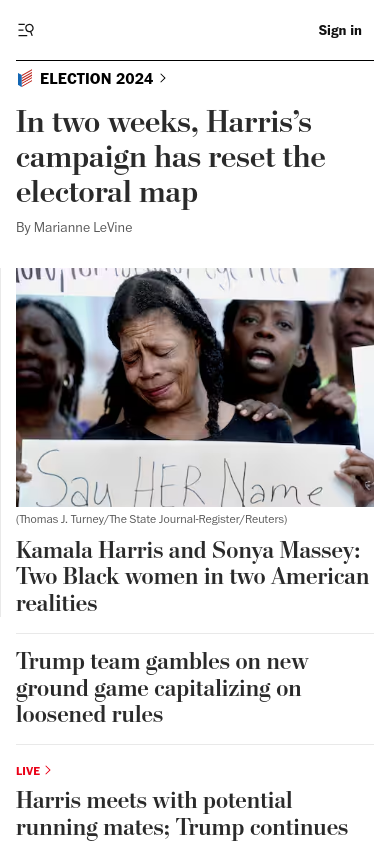 Sign in
ELECTION 2024
In two weeks, Harris’s
campaign has reset the
electoral map
By Marianne LeVine
Say HER Name
(Thomas J. Turney/The State Journal-Register/Reuters)
Kamala Harris and Sonya Massey:
Two Black women in two American
realities
Trump team gambles on new
ground game capitalizing on
loosened rules
LIVE
Harris meets with potential
running mates; Trump continues